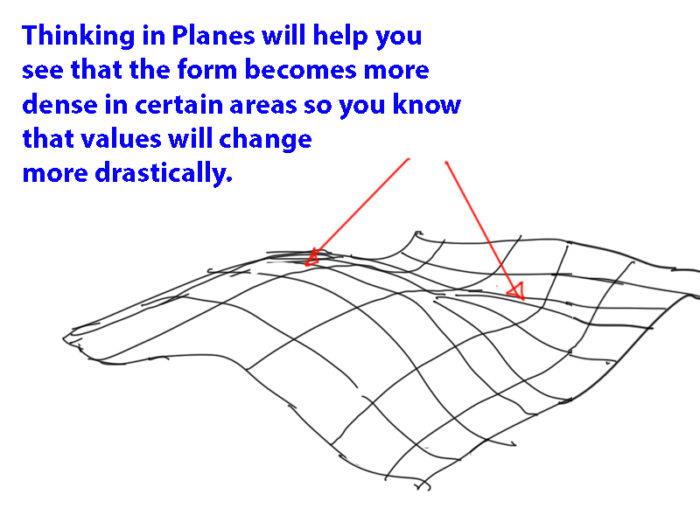 Thinking in Planes will help you
see that the form becomes more
dense in certain areas so you know
that values will change
more drastically.